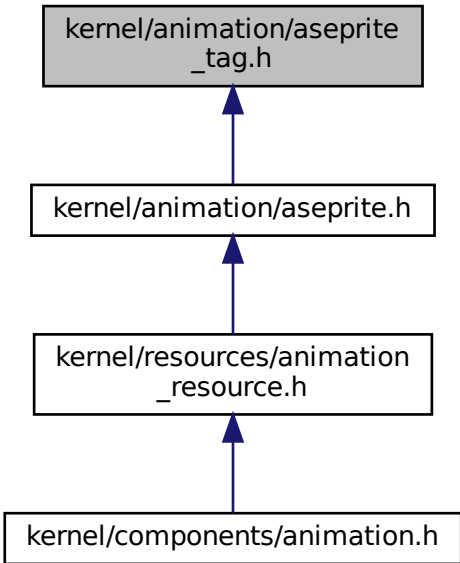 kernel/animation/aseprite
_tag.h
kernel/animation/aseprite.h
kernel/resources/animation
_resource.h
kernel/components/animation.h